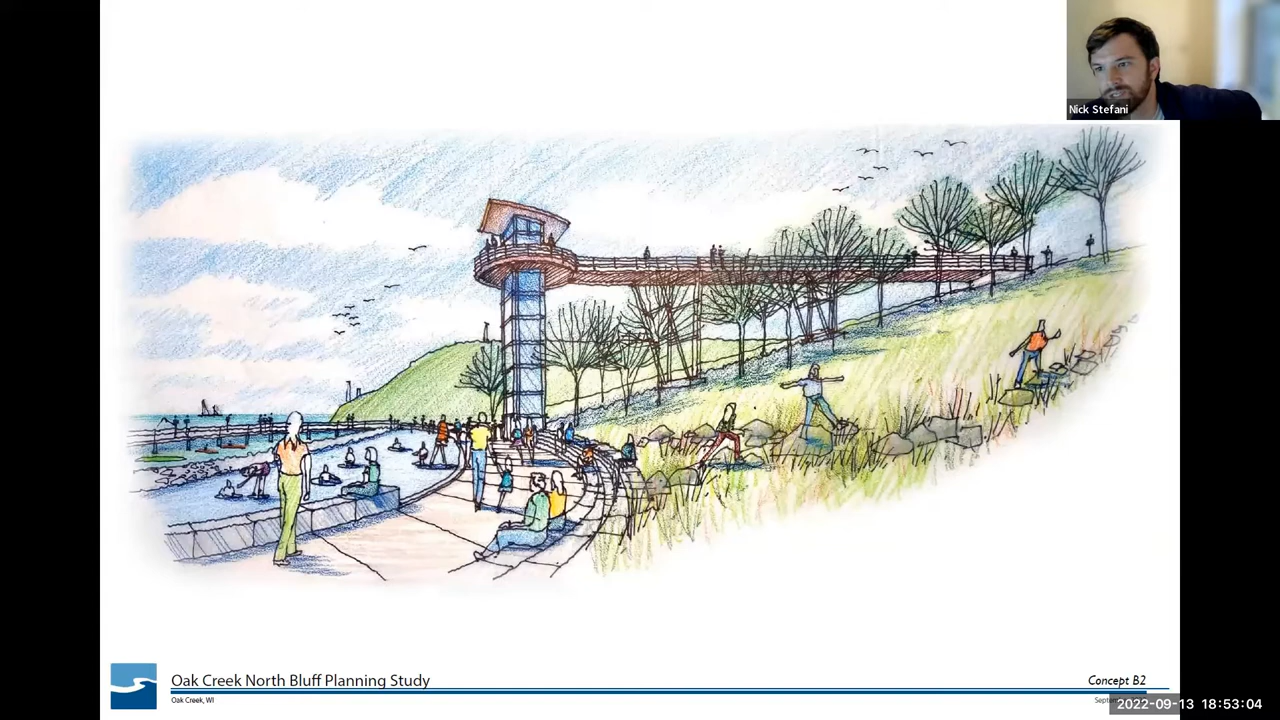 Nick Stefani
Oak Creek North Bluff Planning Study
Concept B2
Oak Creek, WI
2022-09-13 18:53:04